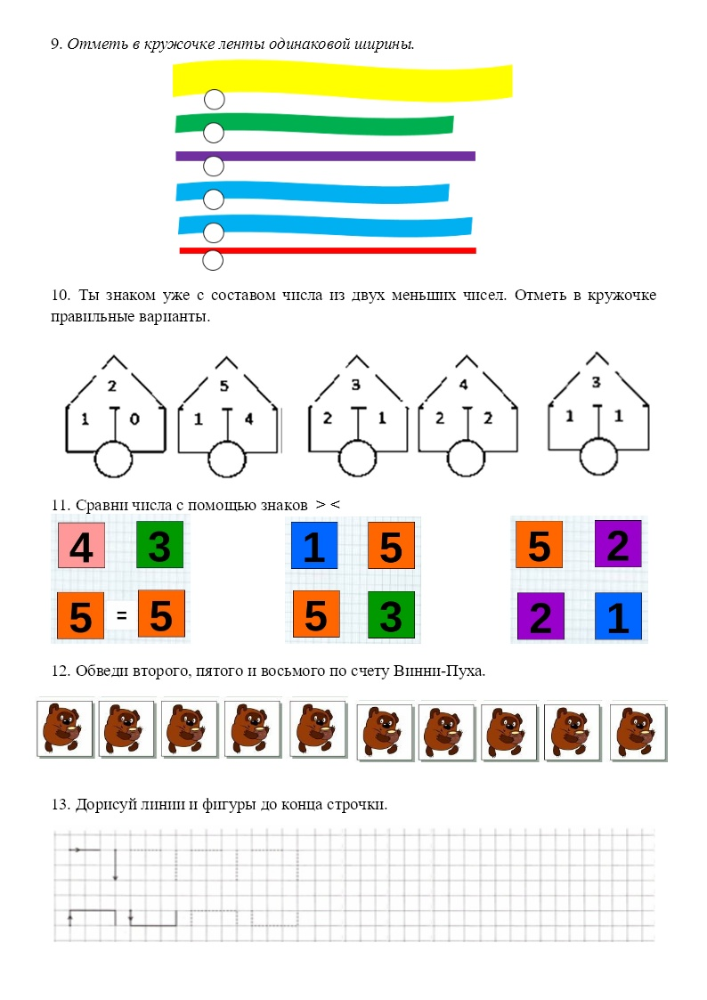 9. Отметь в кружочке ленты одинаковой ширины.
10. Ты знаком уже с составом числа из двух меньших чисел. Отметь в кружочке
правильные варианты.
2 5 3 4 3
1 0 1 4 2 1 2 2 1 1
11. Сравни числа с помощью знаков > <
4 3 1 5 5 2
5 = 5 5 3 2 1
12. Обведи второго, пятого и восьмого по счету Винни-Пуха.
13. Дорисуй линии и фигуры до конца строчки.